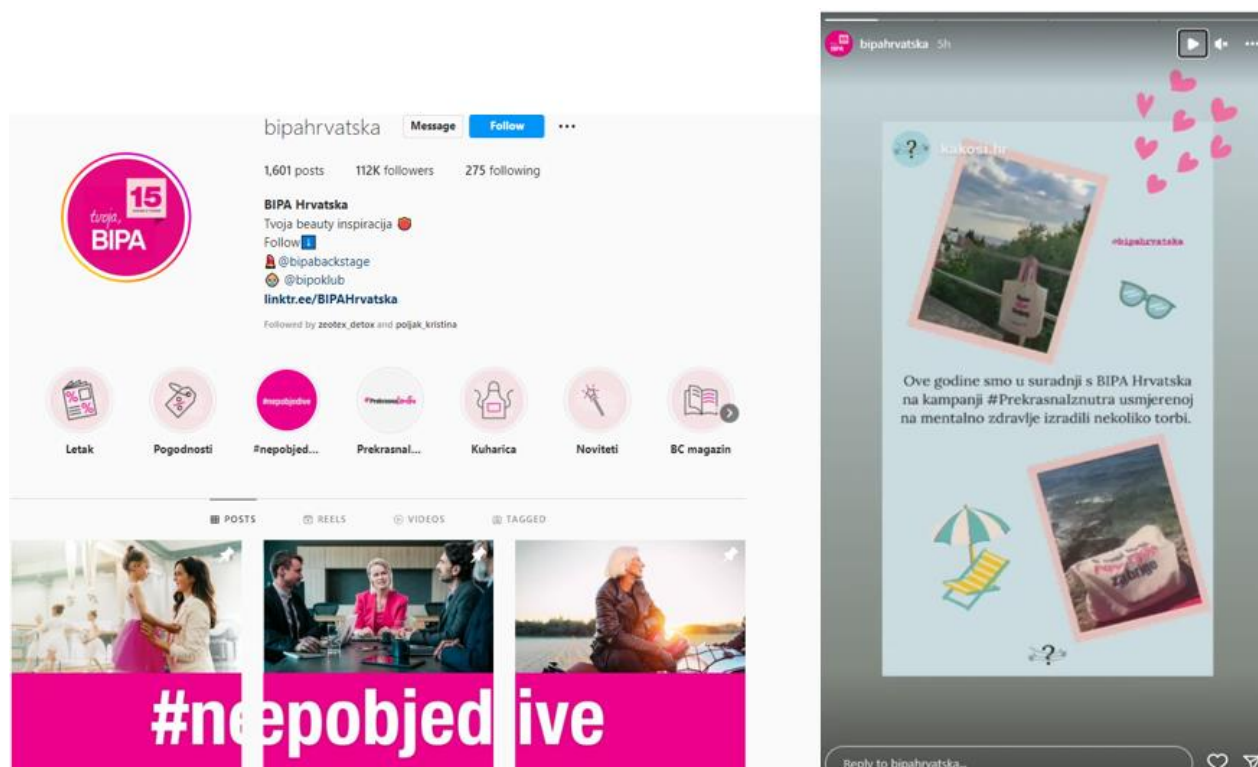 bipahrvatska Message Follow
1,601 posts 112K followers 275 following
15
tvoja,
BIPA
BIPA Hrvatska
Tvoja beauty inspiracija
Follow
@bipabackstage
@bipoklub
linktr.ee/BIPAHrvatska
Followed by zeotex_detox and poljak_kristina
#nepobjedive
Letak
Pogodnosti
#nepobjed...
Prekrasnal...
Kuharica
Noviteti
BC magazin
POSTS REELS VIDEOS TAGGED
#neepobjedive
bipahrvatska 5h
? kakosi.hr
#bipahrvatska
Ove godine smo u suradnji s BIPA Hrvatska
na kampanji #PrekrasnaIznutra usmjerenoj
na mentalno zdravlje izradili nekoliko torbi.
zabrige
?
Reply to bipahrvatska...